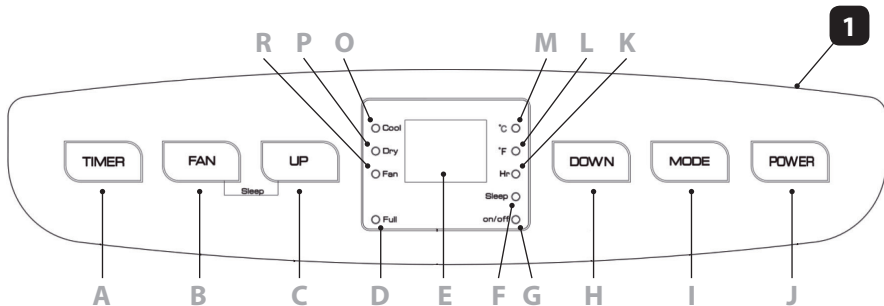 1
R P O M L K
Cool °C
Dry °F
Fan Hr
Sleep
Full on/off
TIMER FAN UP DOWN MODE POWER
Sleep
A B C D E F G H I J